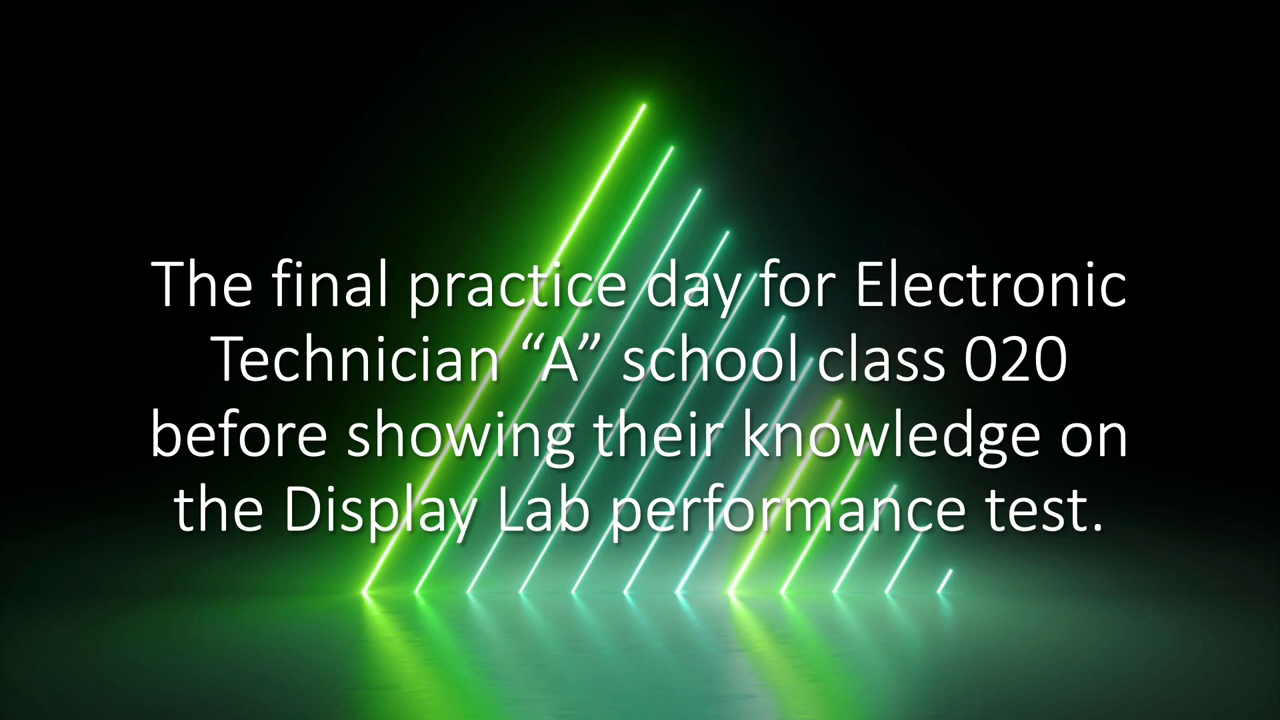 The final practice day for Electronic
Technician “A” school class 020
before showing their knowledge on
the Display Lab performance test.